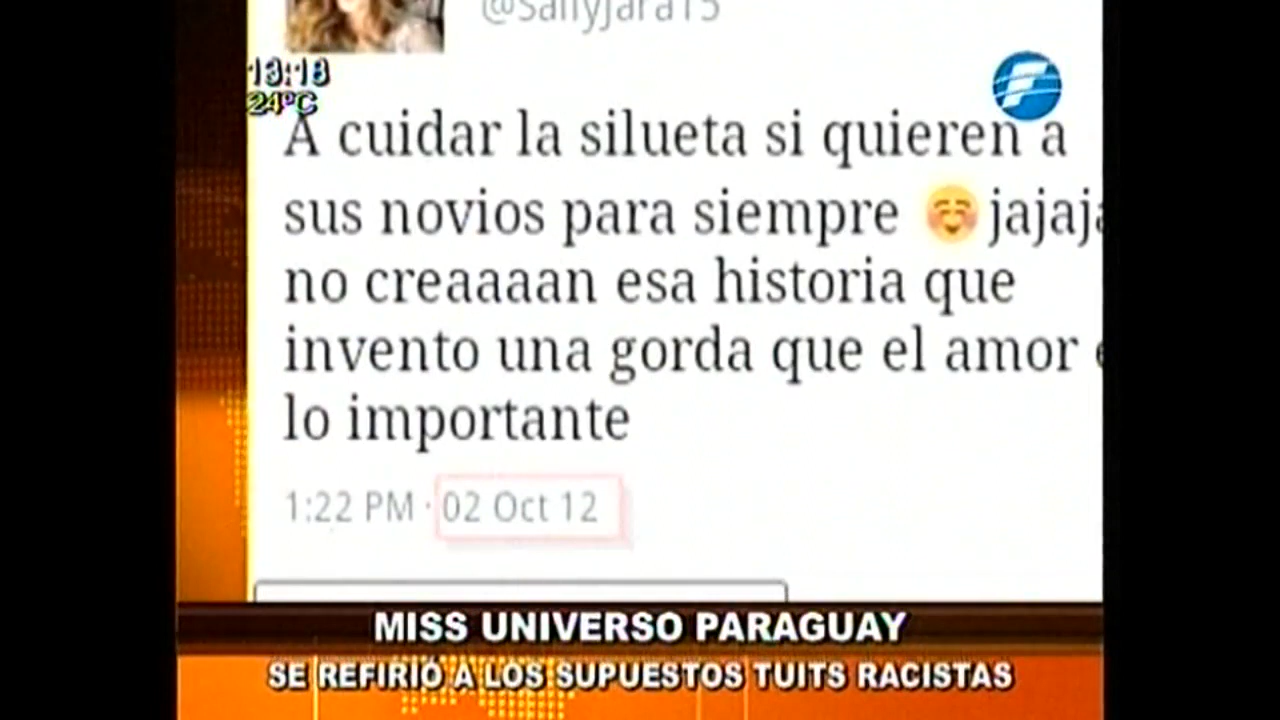 @SallyJara15
13:18
24°C
A cuidar la silueta si quieren a
sus novios para siempre 😊 jajaja
no creaaaan esa historia que
invento una gorda que el amor e
lo importante
1:22 PM · 02 Oct 12
MISS UNIVERSO PARAGUAY
SE REFIRIÓ A LOS SUPUESTOS TUITS RACISTAS